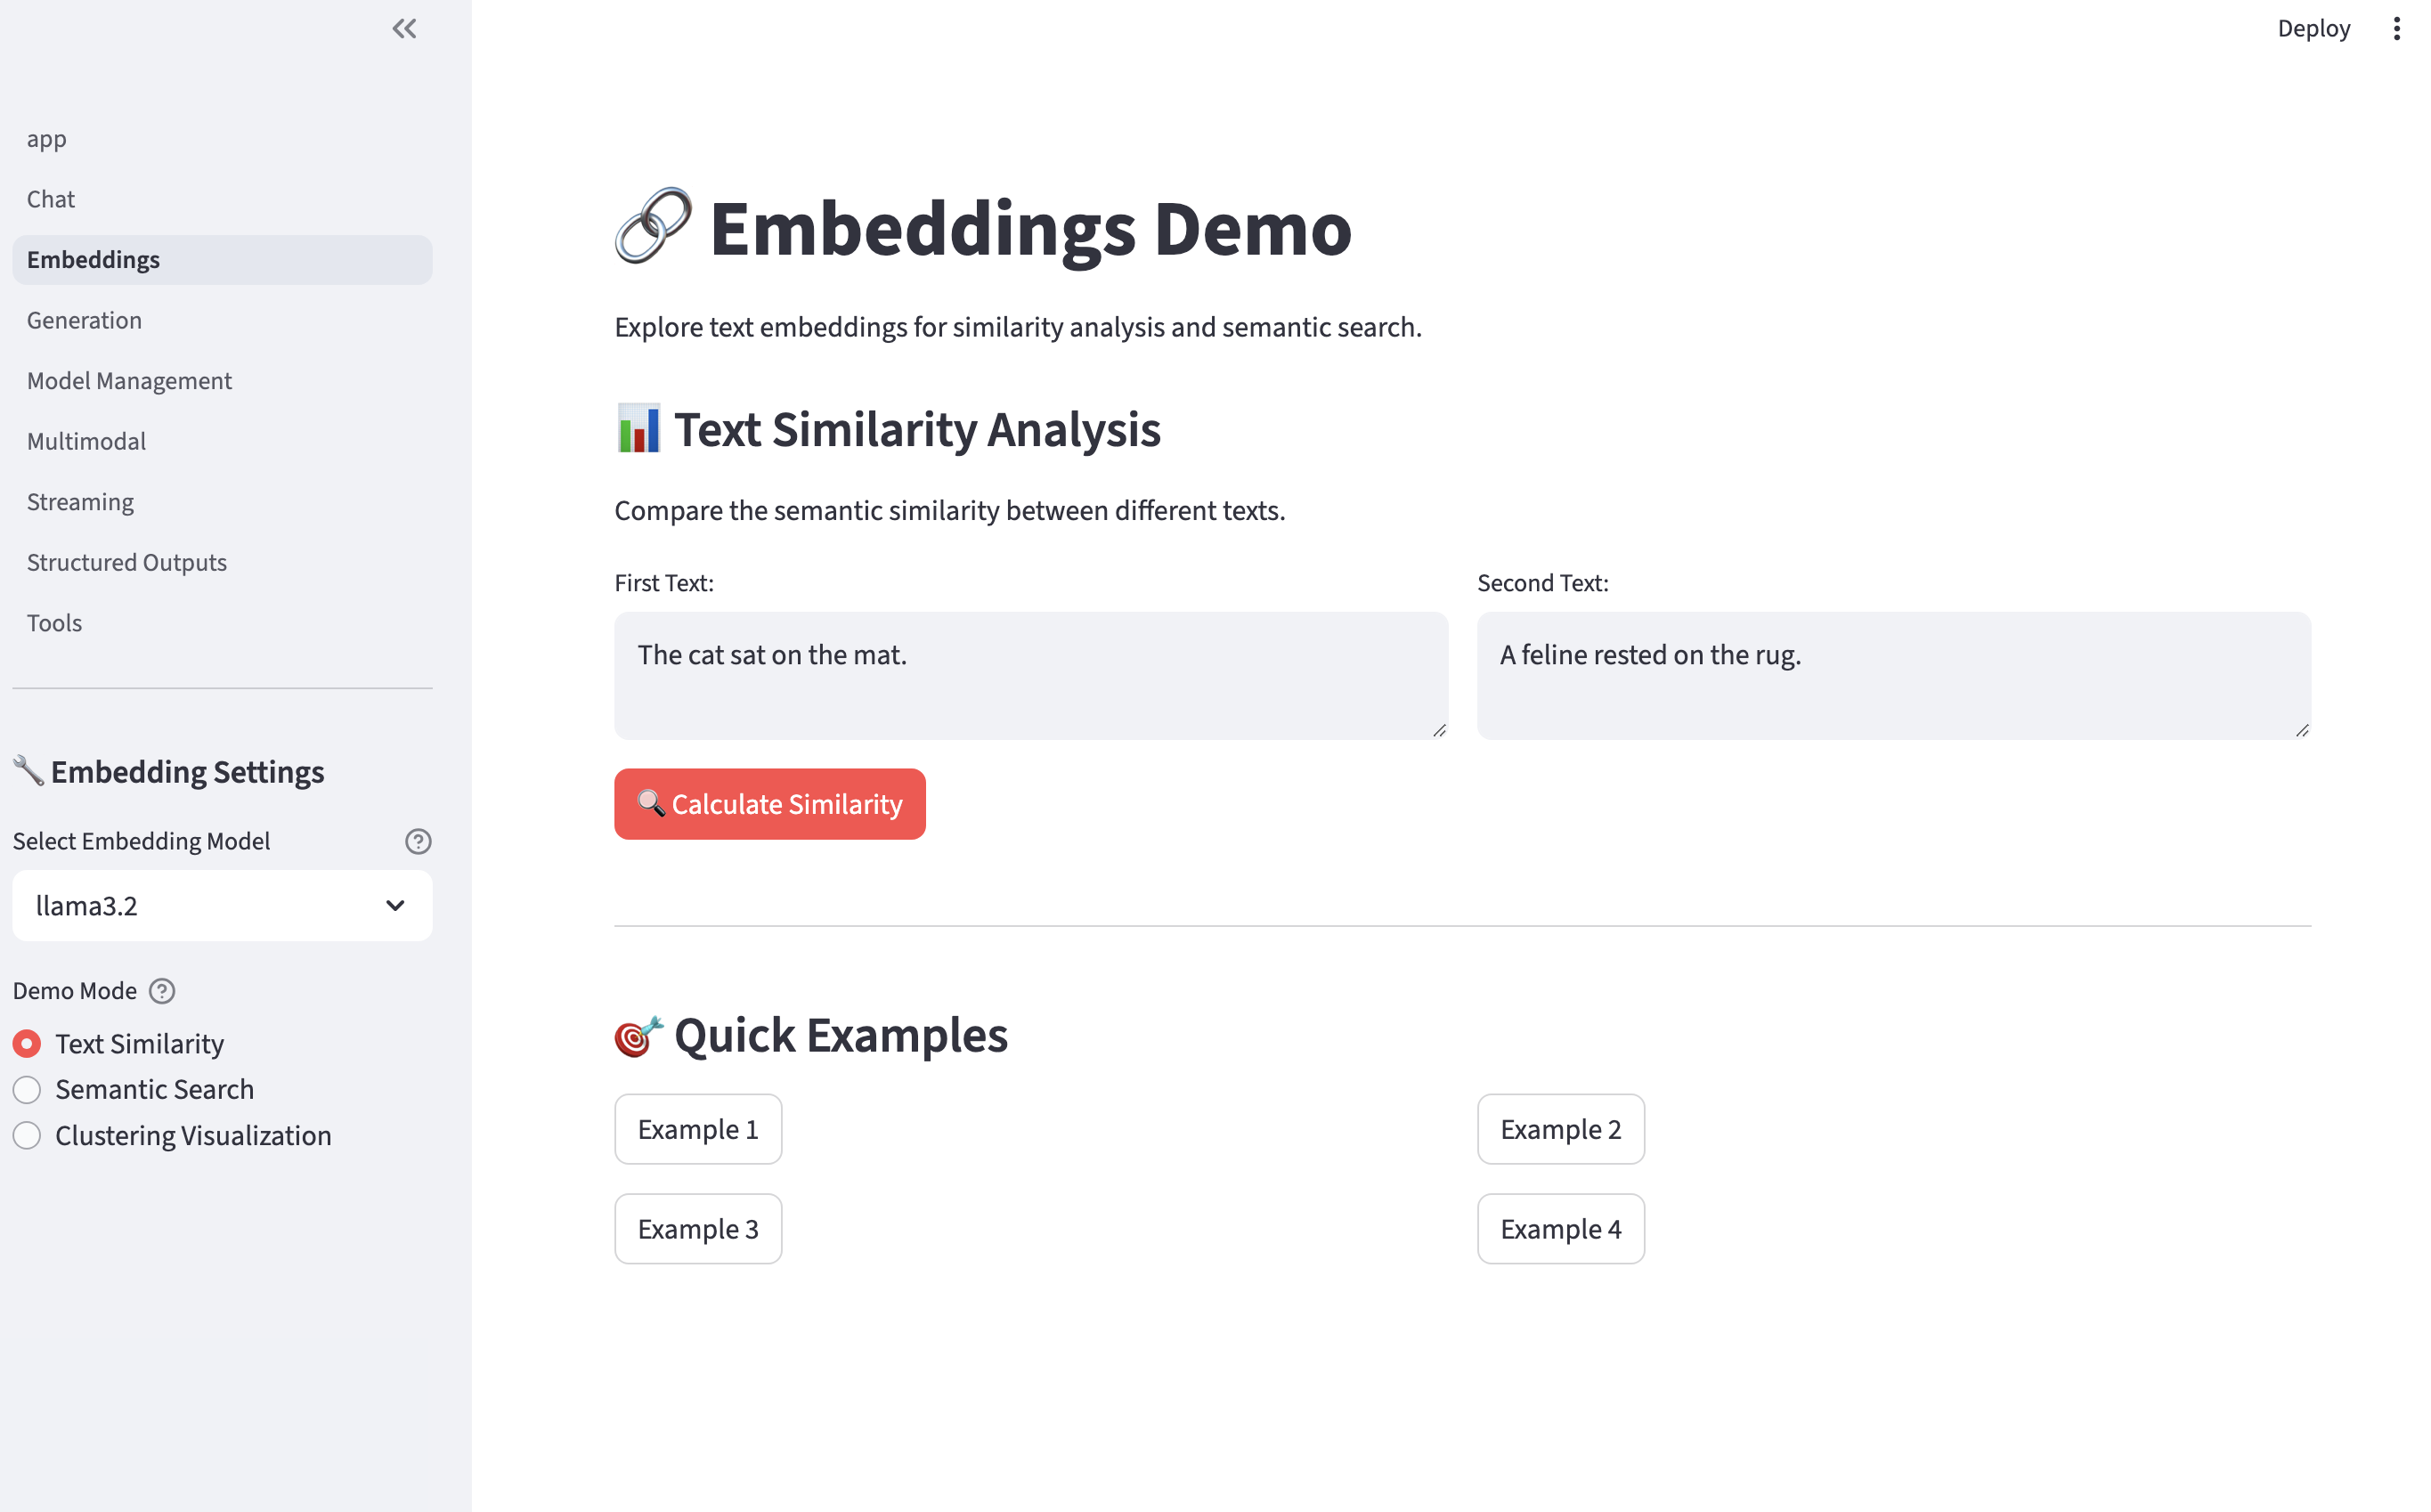 Deploy
app
Chat
Embeddings
Generation
Model Management
Multimodal
Streaming
Structured Outputs
Tools
Embedding Settings
Select Embedding Model
llama3.2
Demo Mode
Text Similarity
Semantic Search
Clustering Visualization
Embeddings Demo
Explore text embeddings for similarity analysis and semantic search.
Text Similarity Analysis
Compare the semantic similarity between different texts.
First Text:
The cat sat on the mat.
Second Text:
A feline rested on the rug.
Calculate Similarity
Quick Examples
Example 1
Example 2
Example 3
Example 4